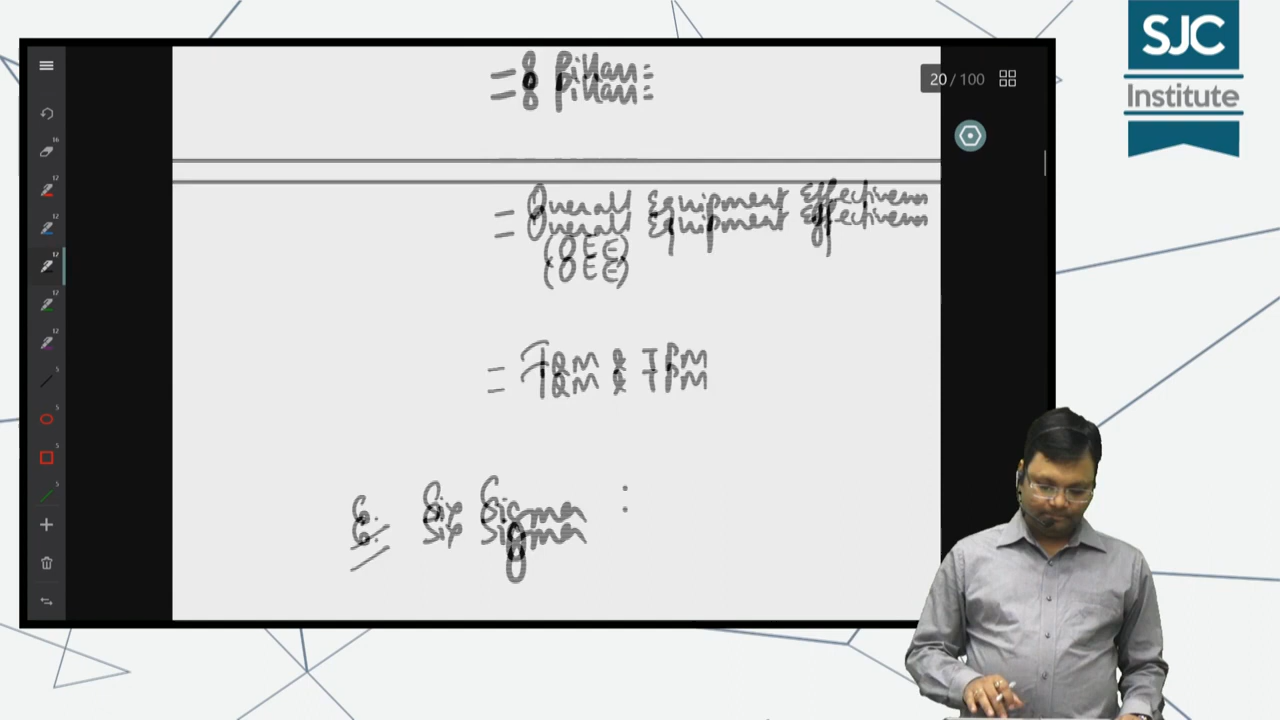 = 8 Pillars :
20 / 100
= Overall Equipment Effectiveness
(OEE)
= TQM & TPM
6. Six Sigma :
SJC
Institute